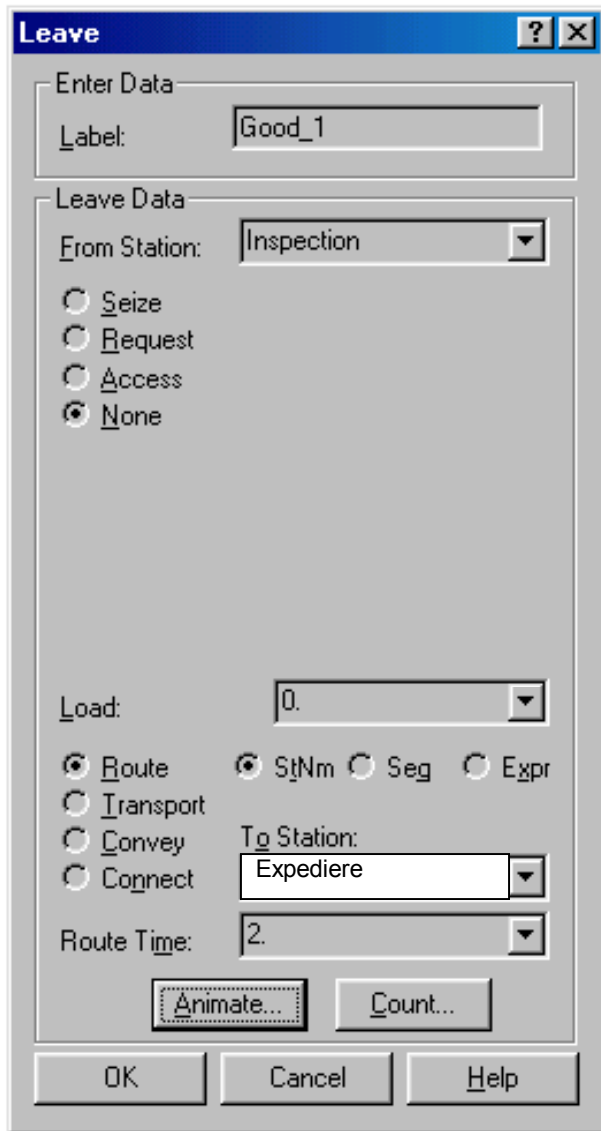 Leave
Enter Data
Label: Good_1
Leave Data
From Station: Inspection
Seize
Request
Access
None
Load: 0.
Route StNm Seg Expr
Transport
Convey To Station:
Connect Expediere
Route Time: 2.
Animate... Count...
OK Cancel Help